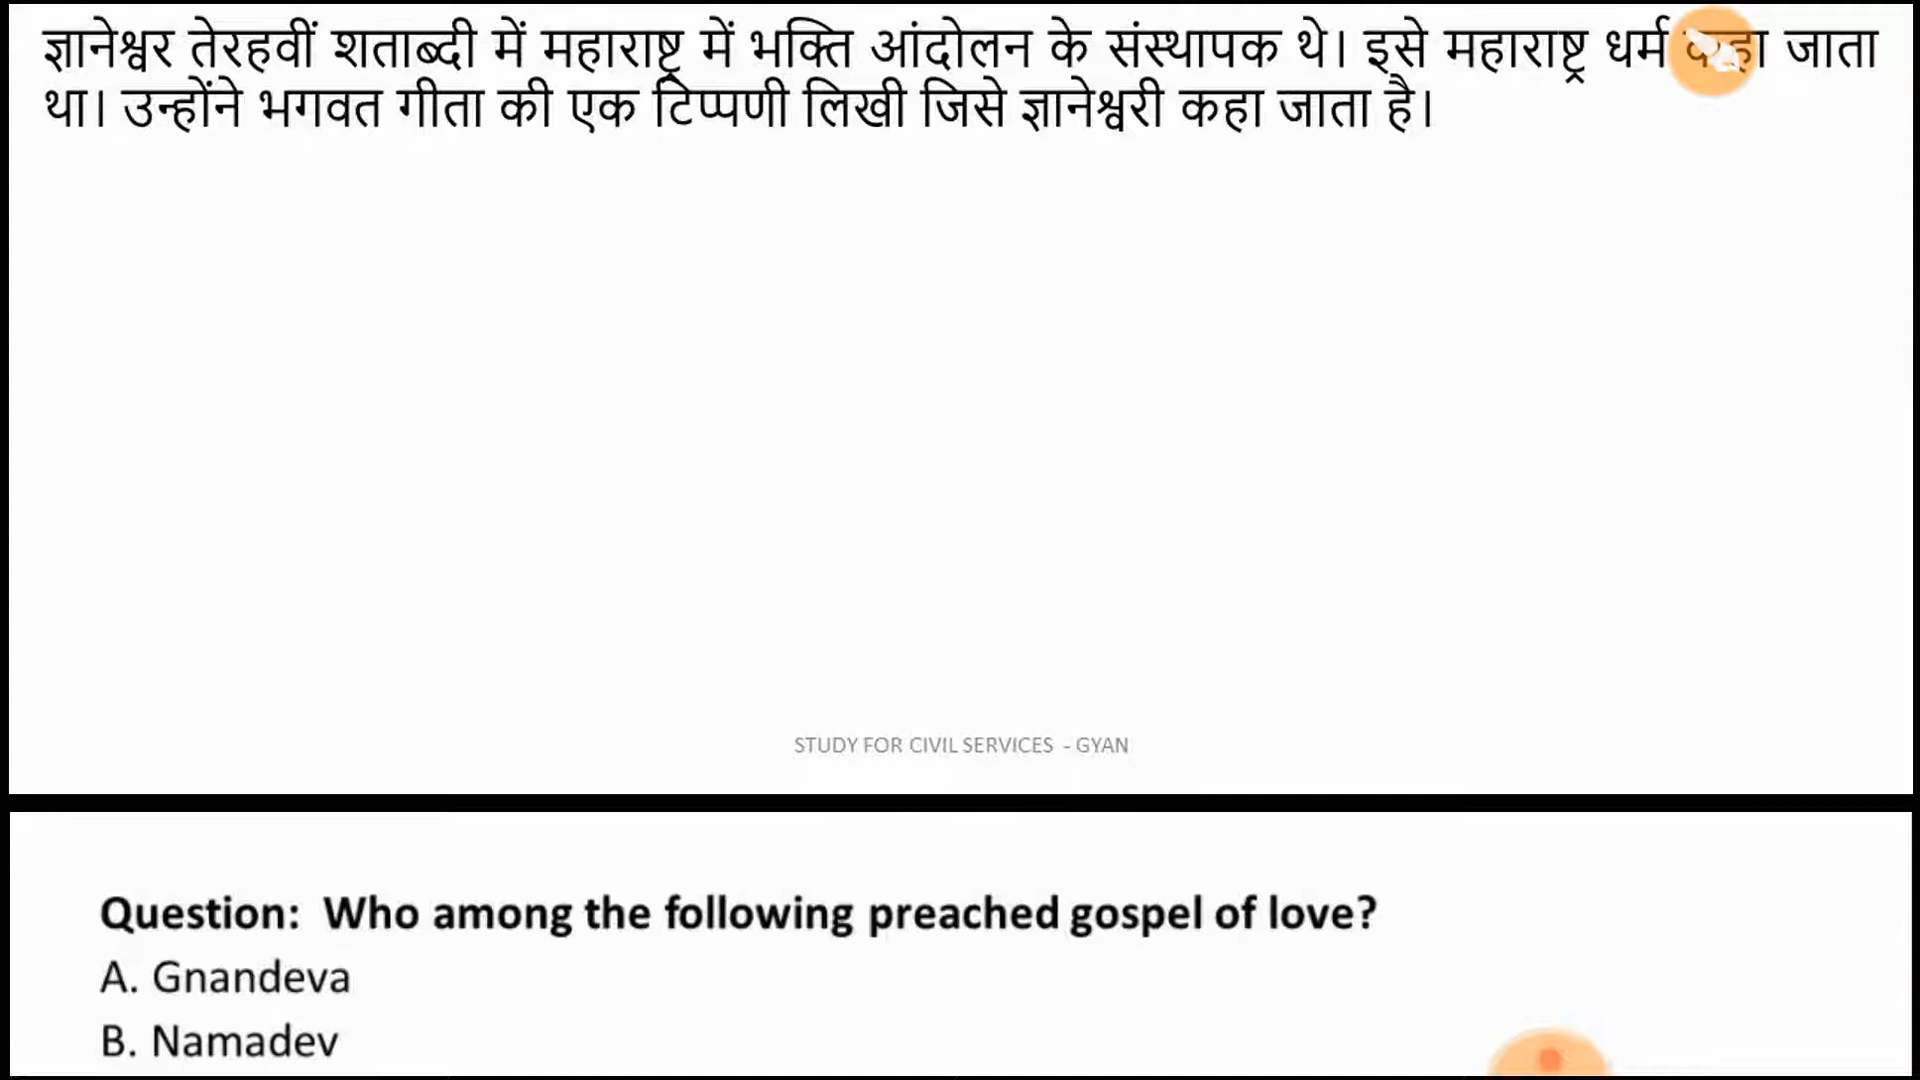 ज्ञानेश्वर तेरहवीं शताब्दी में महाराष्ट्र में भक्ति आंदोलन के संस्थापक थे। इसे महाराष्ट्र धर्म कहा जाता
था। उन्होंने भगवत गीता की एक टिप्पणी लिखी जिसे ज्ञानेश्वरी कहा जाता है।
STUDY FOR CIVIL SERVICES - GYAN
Question: Who among the following preached gospel of love?
A. Gnandeva
B. Namadev